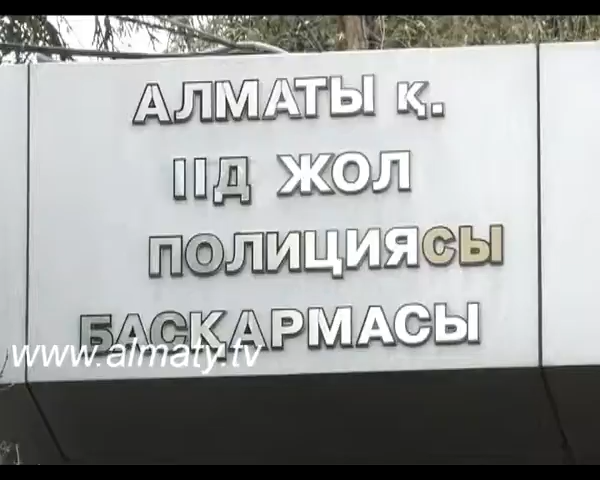 АЛМАТЫ қ.
ІІД ЖОЛ
ПОЛИЦИЯСЫ
БАСҚАРМАСЫ
www.almaty.tv